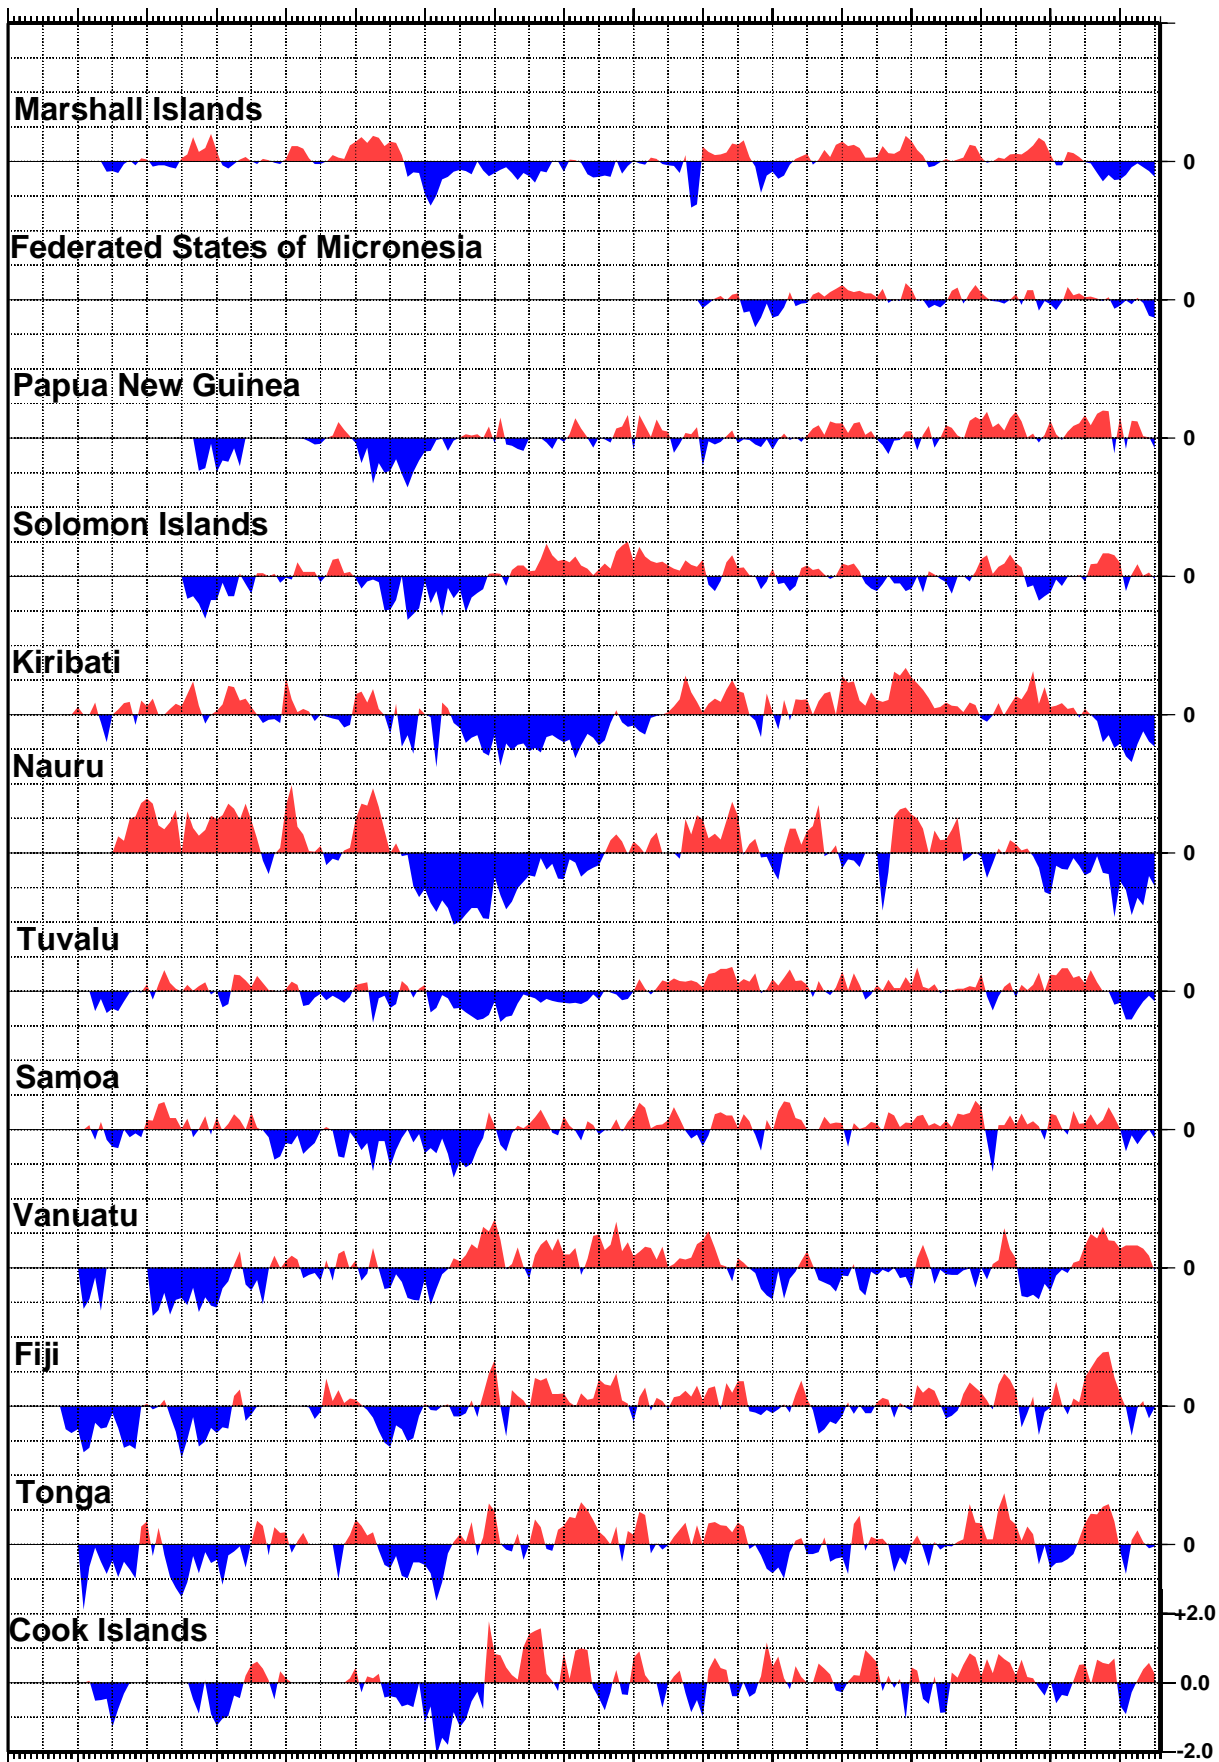 Marshall Islands
0
Federated States of Micronesia
0
Papua New Guinea
0
Solomon Islands
0
Kiribati
0
Nauru
0
Tuvalu
0
Samoa
0
Vanuatu
0
Fiji
0
Tonga
0
+2.0
Cook Islands
0.0
-2.0